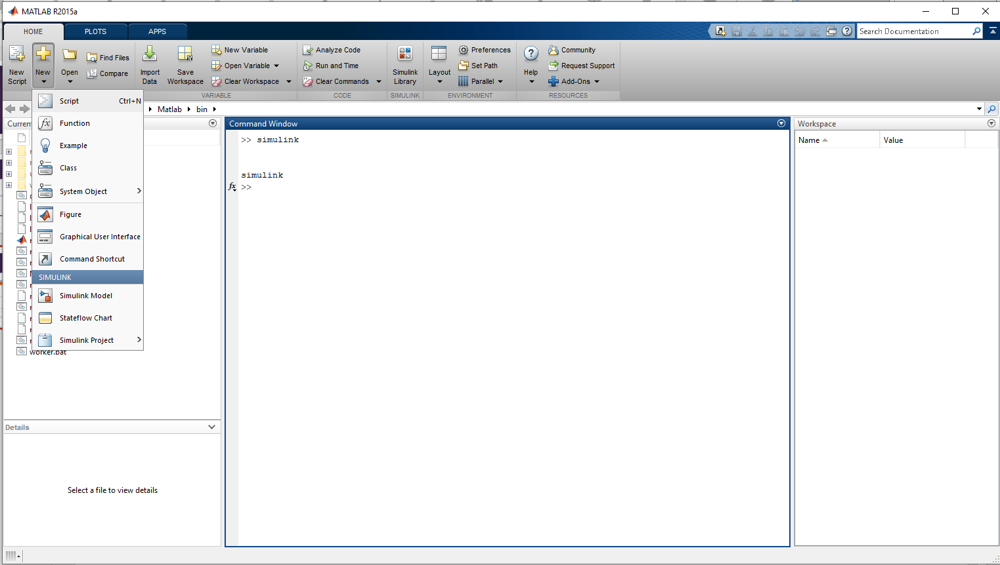 MATLAB R2015a
HOME PLOTS APPS
Search Documentation
New Script
New
Open
Find Files
Compare
Import Data
Save Workspace
New Variable
Open Variable
Clear Workspace
VARIABLE
Analyze Code
Run and Time
Clear Commands
CODE
Simulink Library
SIMULINK
Layout
Preferences
Set Path
Parallel
ENVIRONMENT
Help
Community
Request Support
Add-Ons
RESOURCES
Matlab bin
Script Ctrl+N
Function
Example
Class
System Object
Figure
Graphical User Interface
Command Shortcut
SIMULINK
Simulink Model
Stateflow Chart
Simulink Project
worker.bat
Details
Select a file to view details
Command Window
>> simulink
simulink
fx >>
Workspace
Name Value